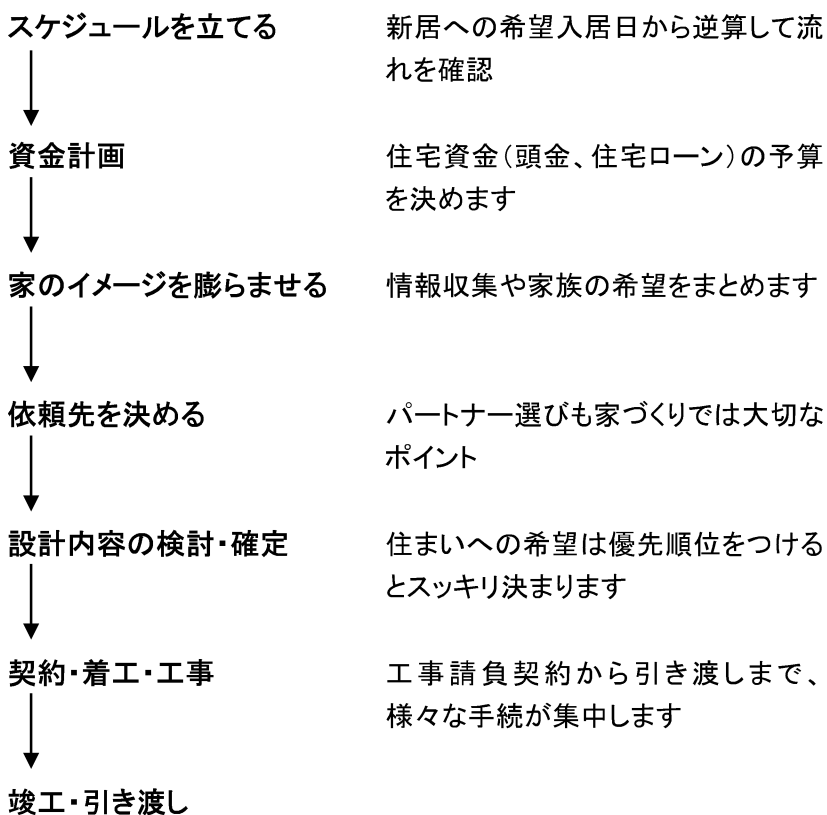 スケジュールを立てる
新居への希望入居日から逆算して流
れを確認
資金計画
住宅資金(頭金、住宅ローン)の予算
を決めます
家のイメージを膨らませる
情報収集や家族の希望をまとめます
依頼先を決める
パートナー選びも家づくりでは大切な
ポイント
設計内容の検討・確定
住まいへの希望は優先順位をつける
とスッキリ決まります
契約・着工・工事
工事請負契約から引き渡しまで、
様々な手続が集中します
竣工・引き渡し